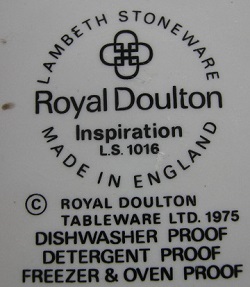 LAMBETH STONEWARE
Royal Doulton
Inspiration
L.S. 1016
MADE IN ENGLAND
© ROYAL DOULTON
TABLEWARE LTD. 1975
DISHWASHER PROOF
DETERGENT PROOF
FREEZER & OVEN PROOF